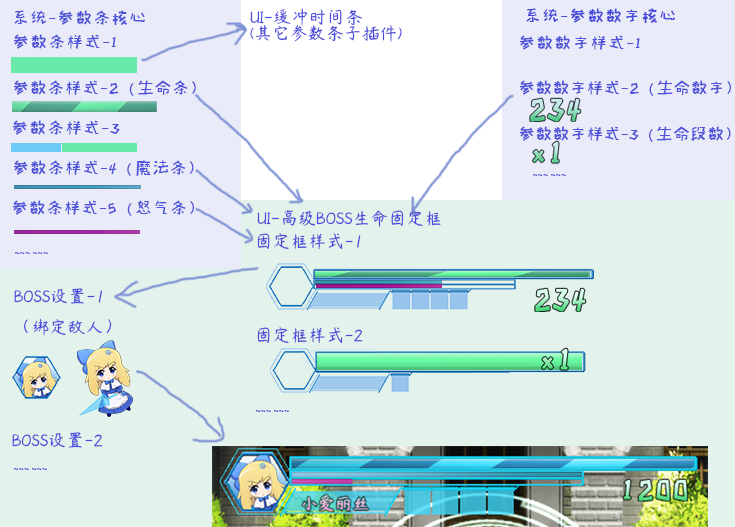 系统-参数条核心
参数条样式-1
参数条样式-2（生命条）
参数条样式-3
参数条样式-4（魔法条）
参数条样式-5（怒气条）
~~~ ~~~
UI-缓冲时间条
(其它参数条子插件)
系统-参数数字核心
参数数字样式-1
参数数字样式-2（生命数字）
234
参数数字样式-3（生命段数）
x1
~~~ ~~~
UI-高级BOSS生命固定框
固定框样式-1
234
固定框样式-2
x1
~~~ ~~~
BOSS设置-1
（绑定敌人）
BOSS设置-2
~~~ ~~~
小爱丽丝
1200